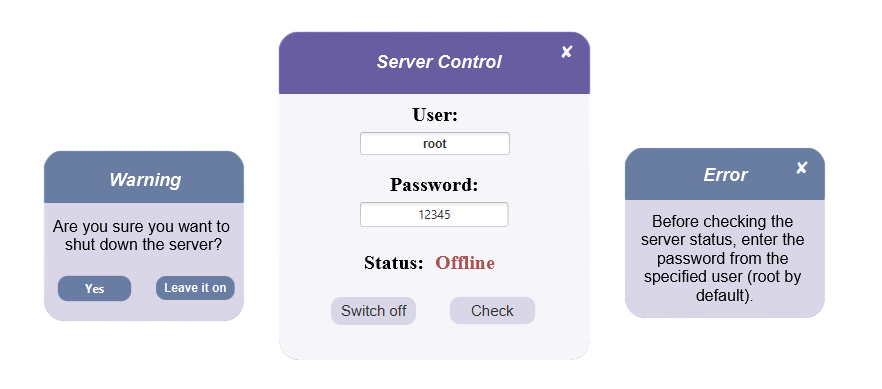 Warning
Are you sure you want to
shut down the server?
Yes
Leave it on
Server Control
✘
User:
root
Password:
12345
Status: Offline
Switch off
Check
Error
✘
Before checking the
server status, enter the
password from the
specified user (root by
default).